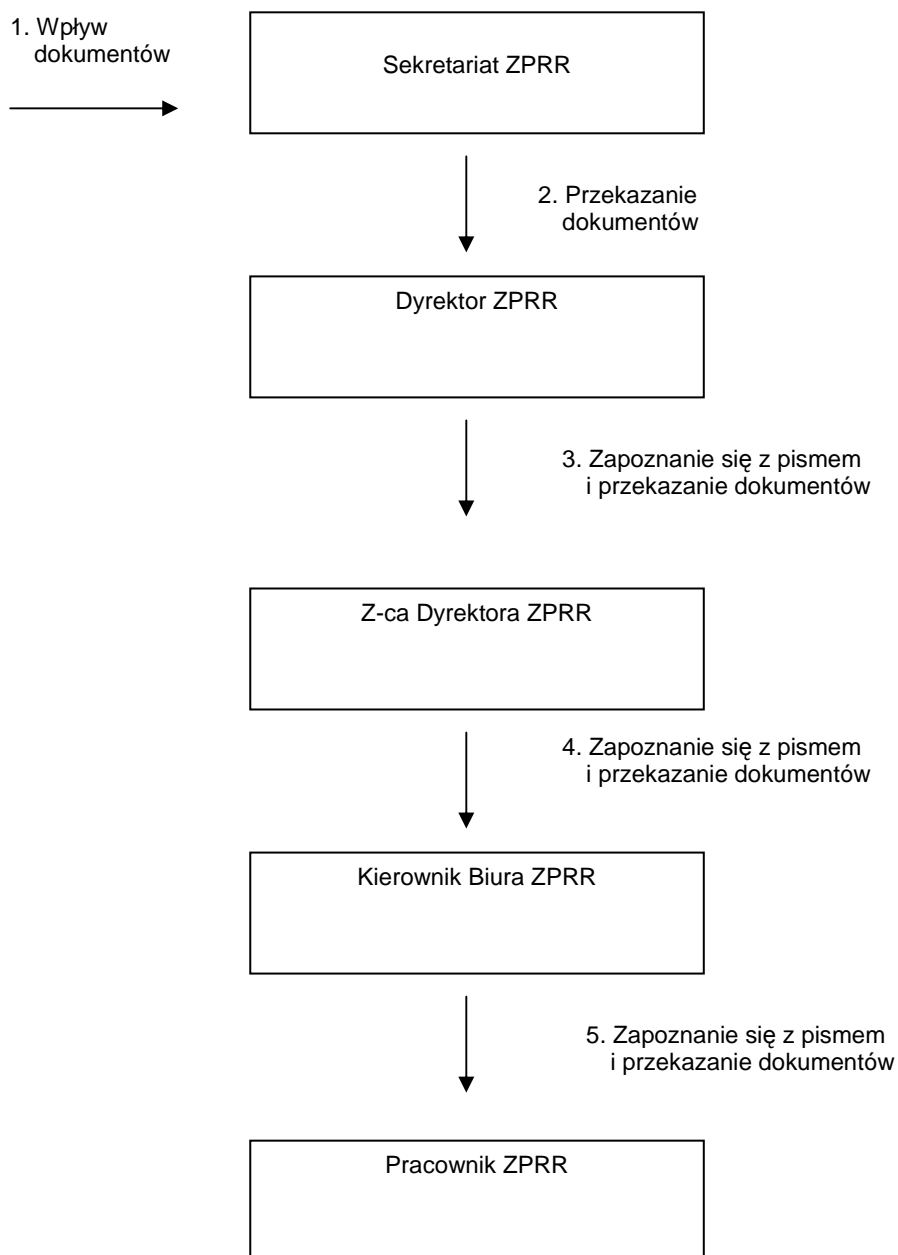 1. Wpływ
dokumentów
Sekretariat ZPRR
2. Przekazanie
dokumentów
Dyrektor ZPRR
3. Zapoznanie się z pismem
i przekazanie dokumentów
Z-ca Dyrektora ZPRR
4. Zapoznanie się z pismem
i przekazanie dokumentów
Kierownik Biura ZPRR
5. Zapoznanie się z pismem
i przekazanie dokumentów
Pracownik ZPRR